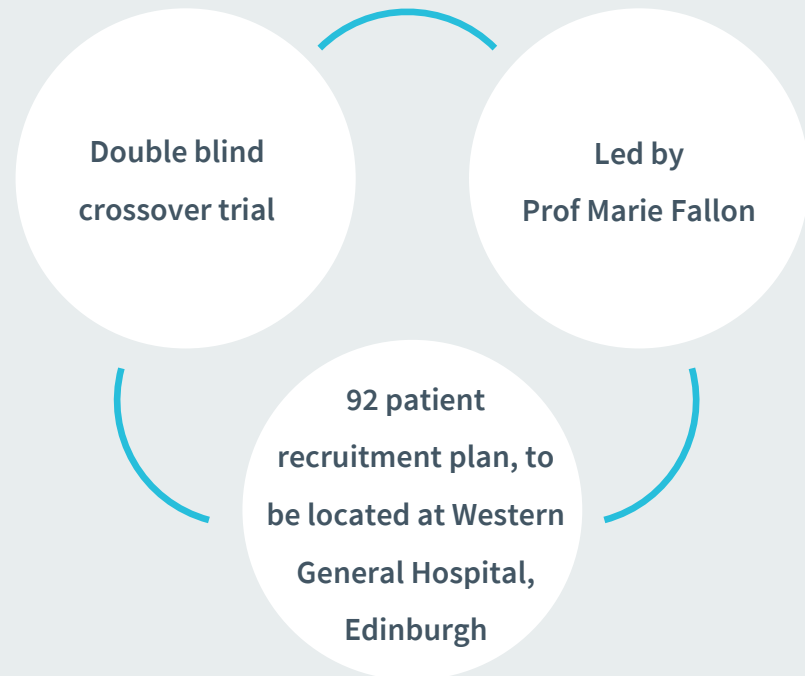 Double blind
crossover trial
Led by
Prof Marie Fallon
92 patient
recruitment plan, to
be located at Western
General Hospital,
Edinburgh